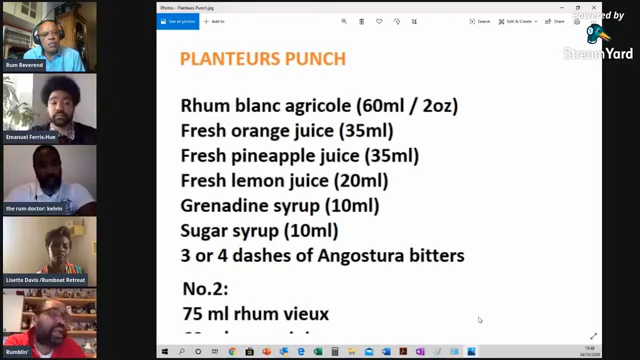 Photos - Planteurs Punch.jpg
See all photos
Add to
Search
Edit & Create
Share
Powered by
StreamYard
PLANTEURS PUNCH
Rhum blanc agricole (60ml / 2oz)
Fresh orange juice (35ml)
Fresh pineapple juice (35ml)
Fresh lemon juice (20ml)
Grenadine syrup (10ml)
Sugar syrup (10ml)
3 or 4 dashes of Angostura bitters
No.2:
75 ml rhum vieux
Rum Reverend
Emanuel Ferris-Hue
the rum doctor: kelvin
Lisette Davis /Rumboat Retreat
Rumblin'